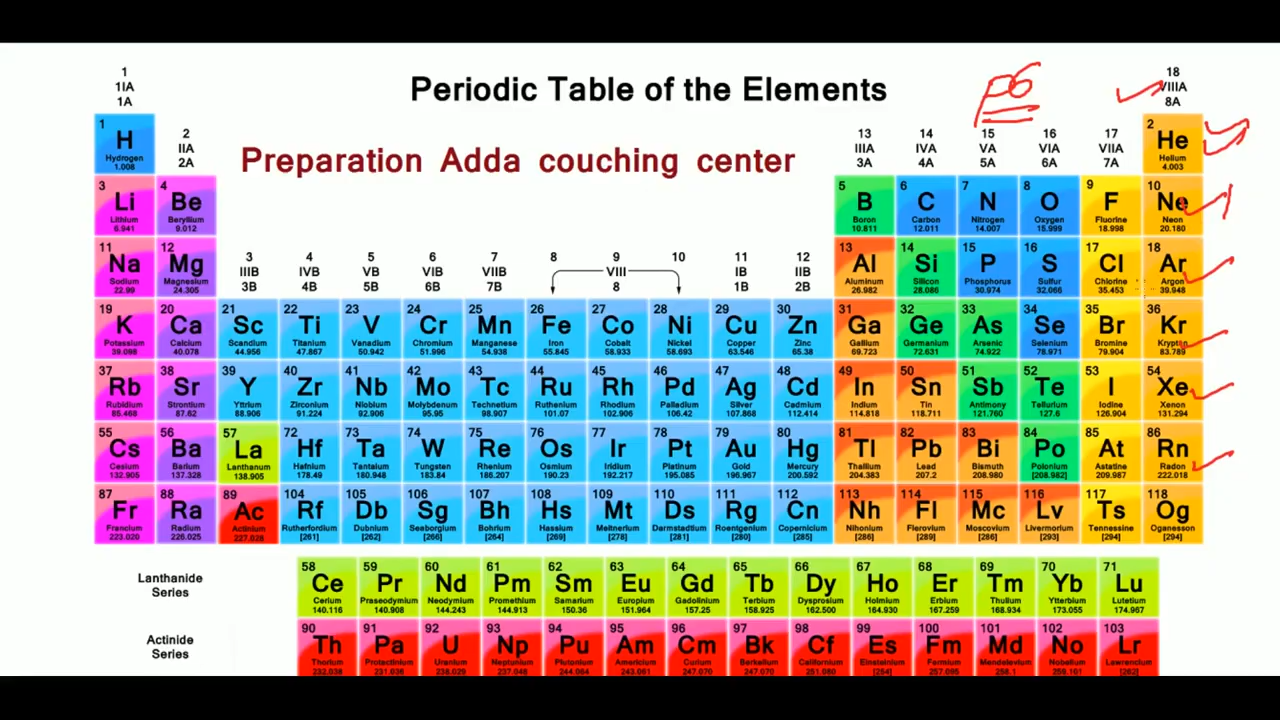 Periodic Table of the Elements
P6
1
1IA
1A
18
VIIIA
8A
Preparation Adda couching center
2
IIA
2A
13 14 15 16 17
IIIA IVA VA VIA VIIA
3A 4A 5A 6A 7A
1 2
H He
Hydrogen Helium
1.008 4.003
3 4 5 6 7 8 9 10
Li Be B C N O F Ne
Lithium Beryllium Boron Carbon Nitrogen Oxygen Fluorine Neon
6.941 9.012 10.811 12.011 14.007 15.999 18.998 20.180
3 4 5 6 7 8 9 10 11 12
IIIB IVB VB VIB VIIB VIII IB IIB
3B 4B 5B 6B 7B 8 1B 2B
11 12 13 14 15 16 17 18
Na Mg Al Si P S Cl Ar
Sodium Magnesium Aluminum Silicon Phosphorus Sulfur Chlorine Argon
22.99 24.305 26.982 28.086 30.974 32.066 35.453 39.948
19 20 21 22 23 24 25 26 27 28 29 30 31 32 33 34 35 36
K Ca Sc Ti V Cr Mn Fe Co Ni Cu Zn Ga Ge As Se Br Kr
Potassium Calcium Scandium Titanium Vanadium Chromium Manganese Iron Cobalt Nickel Copper Zinc Gallium Germanium Arsenic Selenium Bromine Krypton
39.098 40.078 44.956 47.867 50.942 51.996 54.938 55.845 58.933 58.693 63.546 65.38 69.723 72.631 74.922 78.971 79.904 83.789
37 38 39 40 41 42 43 44 45 46 47 48 49 50 51 52 53 54
Rb Sr Y Zr Nb Mo Tc Ru Rh Pd Ag Cd In Sn Sb Te I Xe
Rubidium Strontium Yttrium Zirconium Niobium Molybdenum Technetium Ruthenium Rhodium Palladium Silver Cadmium Indium Tin Antimony Tellurium Iodine Xenon
85.468 87.62 88.906 91.224 92.906 95.95 98.907 101.07 102.906 106.42 107.868 112.414 114.818 118.711 121.760 127.6 126.904 131.294
55 56 57 72 73 74 75 76 77 78 79 80 81 82 83 84 85 86
Cs Ba La Hf Ta W Re Os Ir Pt Au Hg Tl Pb Bi Po At Rn
Cesium Barium Lanthanum Hafnium Tantalum Tungsten Rhenium Osmium Iridium Platinum Gold Mercury Thallium Lead Bismuth Polonium Astatine Radon
132.905 137.328 138.905 178.49 180.948 183.84 186.207 190.23 192.217 195.085 196.967 200.592 204.383 207.2 208.980 [208.982] 209.987 222.018
87 88 89 104 105 106 107 108 109 110 111 112 113 114 115 116 117 118
Fr Ra Ac Rf Db Sg Bh Hs Mt Ds Rg Cn Nh Fl Mc Lv Ts Og
Francium Radium Actinium Rutherfordium Dubnium Seaborgium Bohrium Hassium Meitnerium Darmstadtium Roentgenium Copernicium Nihonium Flerovium Moscovium Livermorium Tennessine Oganesson
223.020 226.025 227.028 [261] [262] [266] [264] [269] [278] [281] [280] [285] [286] [289] [286] [293] [294] [294]
Lanthanide
Series
58 59 60 61 62 63 64 65 66 67 68 69 70 71
Ce Pr Nd Pm Sm Eu Gd Tb Dy Ho Er Tm Yb Lu
Cerium Praseodymium Neodymium Promethium Samarium Europium Gadolinium Terbium Dysprosium Holmium Erbium Thulium Ytterbium Lutetium
140.116 140.908 144.243 144.913 150.36 151.964 157.25 158.925 162.500 164.930 167.259 168.934 173.055 174.967
Actinide
Series
90 91 92 93 94 95 96 97 98 99 100 101 102 103
Th Pa U Np Pu Am Cm Bk Cf Es Fm Md No Lr
Thorium Protactinium Uranium Neptunium Plutonium Americium Curium Berkelium Californium Einsteinium Fermium Mendelevium Nobelium Lawrencium
232.038 231.036 238.029 237.048 244.064 243.061 247.070 247.070 251.080 [254] 257.095 258.1 259.101 [262]